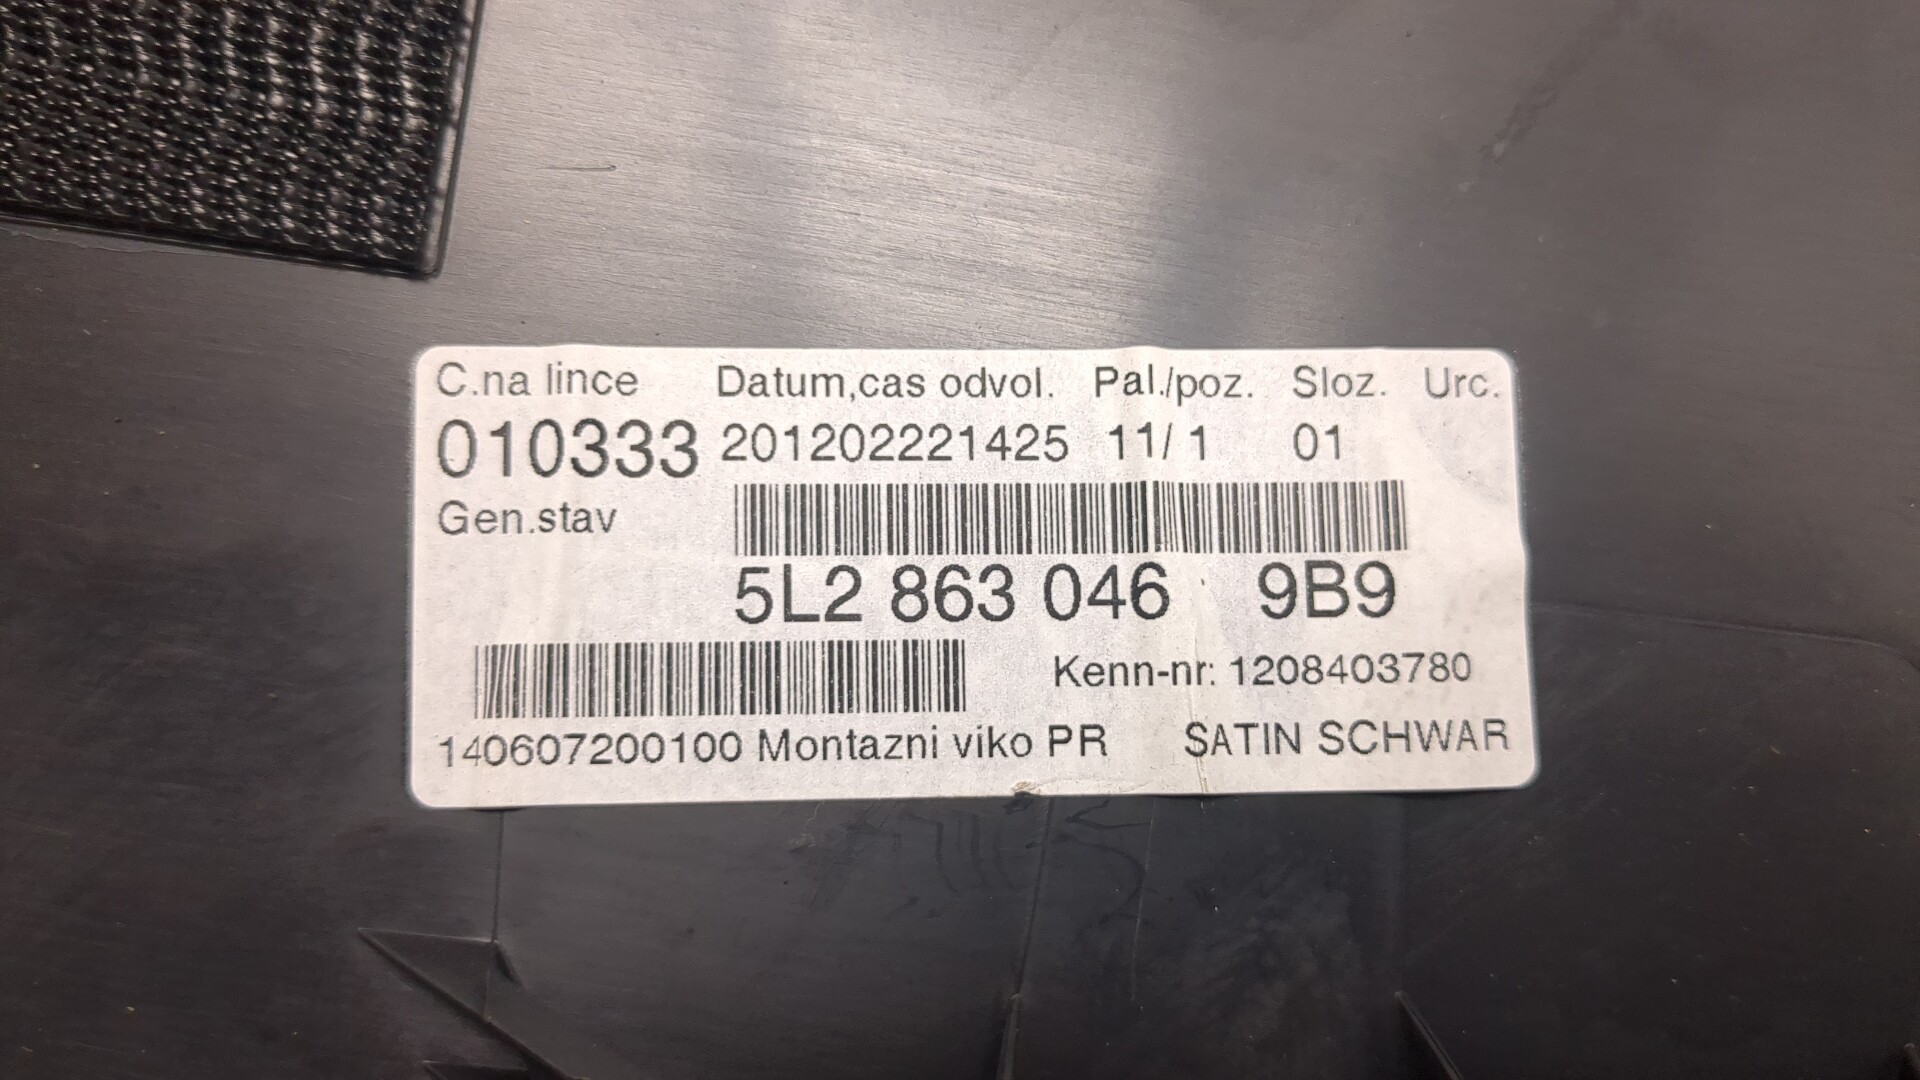 C.na lince Datum,cas odvol. Pal./poz. Sloz. Urc.
010333 201202221425 11/ 1 01
Gen.stav
5L2 863 046 9B9
Kenn-nr: 1208403780
140607200100 Montazni viko PR SATIN SCHWAR